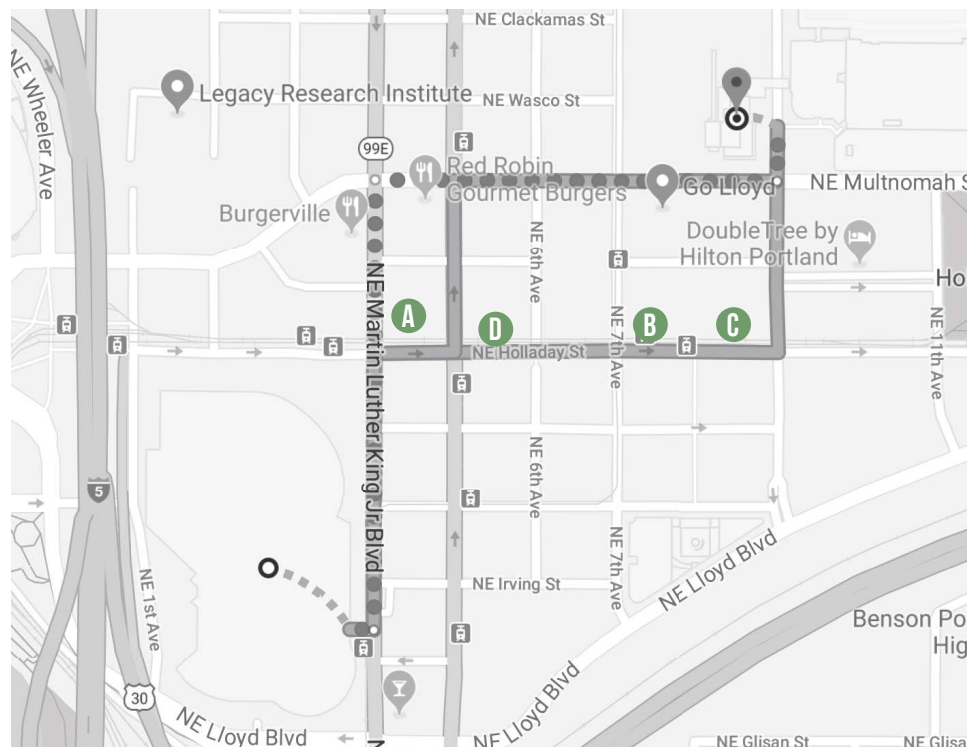 NE Clackamas St
NE Wheeler Ave
Legacy Research Institute
NE Wasco St
99E
Red Robin
Gourmet Burgers
Go Lloyd
NE Multnomah S
Burgerville
NE 6th Ave
DoubleTree by
Hilton Portland
Ho
NE Martin Luther King Jr Blvd
A
D
B
C
NE Holladay St
NE 7th Ave
NE 11th Ave
5
NE 6th Ave
NE 7th Ave
NE Lloyd Blvd
NE 1st Ave
NE Irving St
Benson Po
Hig
30
NE Lloyd Blvd
NE Lloyd Blvd
N
NE Glisan St
NE Glisa